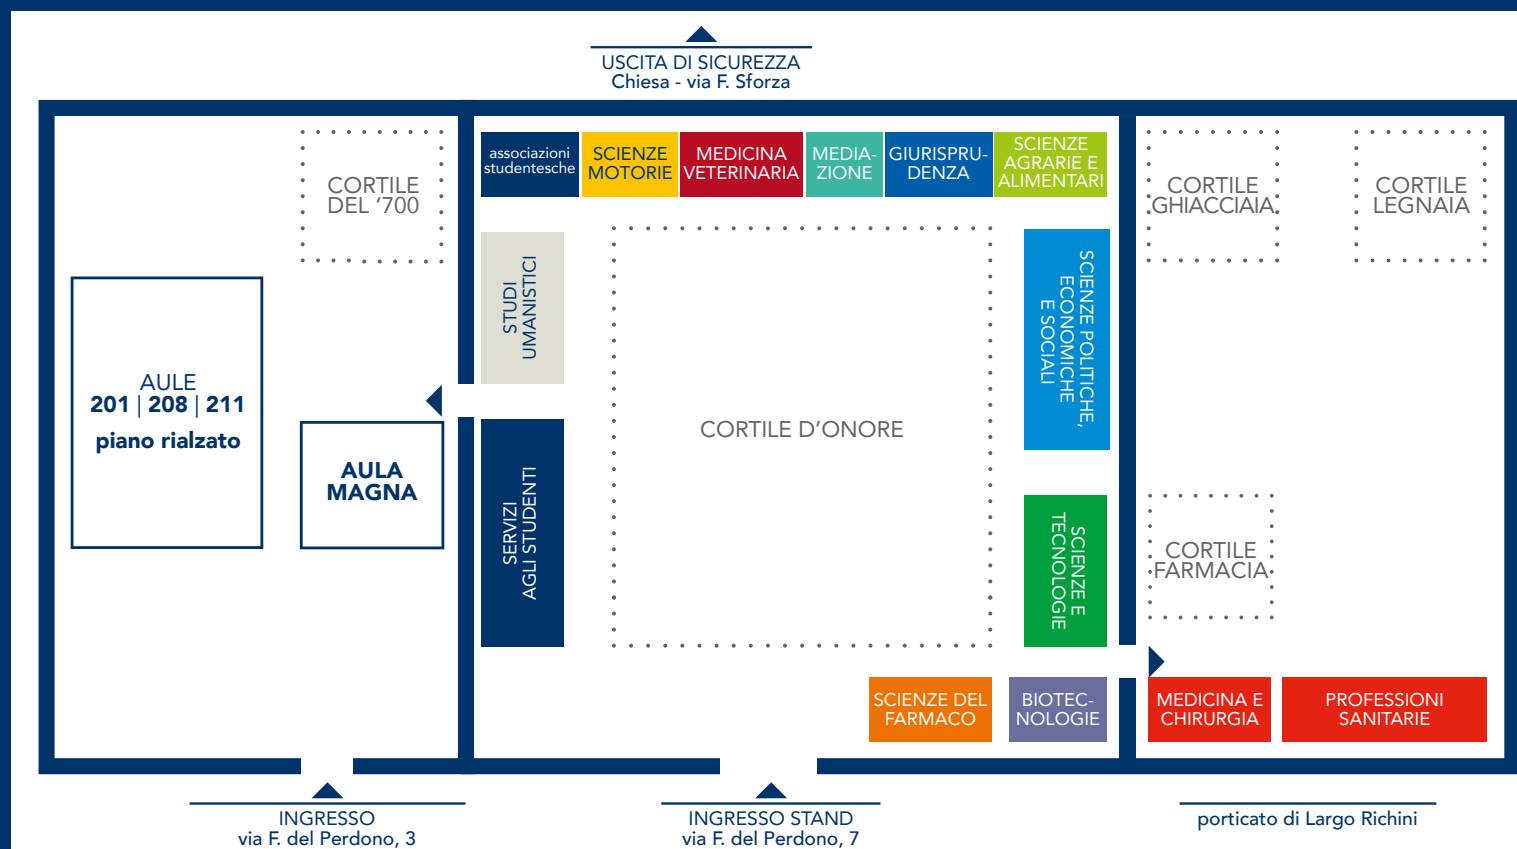 USCITA DI SICUREZZA
Chiesa - via F. Sforza
CORTILE
DEL ‘700
associazioni
studentesche
SCIENZE
MOTORIE
MEDICINA
VETERINARIA
MEDIA-
ZIONE
GIURISPRU-
DENZA
SCIENZE
AGRARIE E
ALIMENTARI
CORTILE
GHIACCIAIA
CORTILE
LEGNAIA
STUDI
UMANISTICI
SCIENZE POLITICHE,
ECONOMICHE
E SOCIALI
AULE
201 | 208 | 211
piano rialzato
AULA
MAGNA
CORTILE D’ONORE
SERVIZI
AGLI STUDENTI
SCIENZE E
TECNOLOGIE
CORTILE
FARMACIA
SCIENZE DEL
FARMACO
BIOTEC-
NOLOGIE
MEDICINA E
CHIRURGIA
PROFESSIONI
SANITARIE
INGRESSO
via F. del Perdono, 3
INGRESSO STAND
via F. del Perdono, 7
porticato di Largo Richini